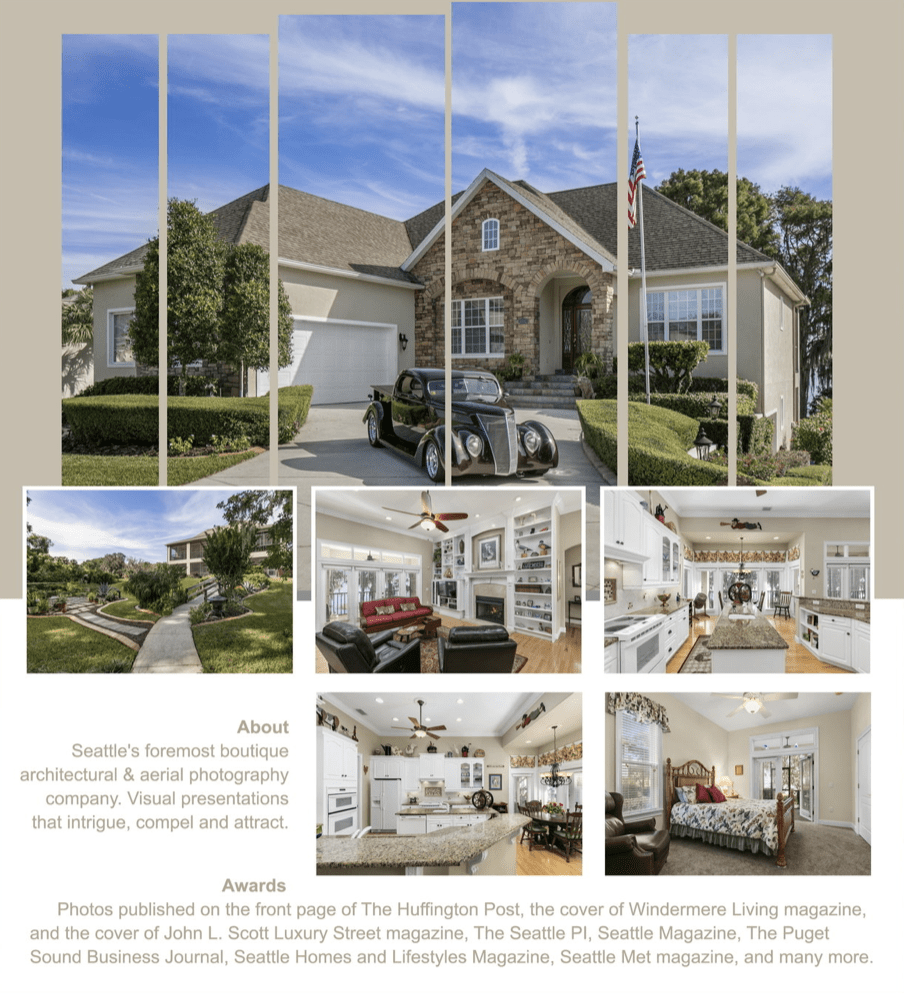 About
Seattle's foremost boutique
architectural & aerial photography
company. Visual presentations
that intrigue, compel and attract.
Awards
Photos published on the front page of The Huffington Post, the cover of Windermere Living magazine,
and the cover of John L. Scott Luxury Street magazine, The Seattle PI, Seattle Magazine, The Puget
Sound Business Journal, Seattle Homes and Lifestyles Magazine, Seattle Met magazine, and many more.